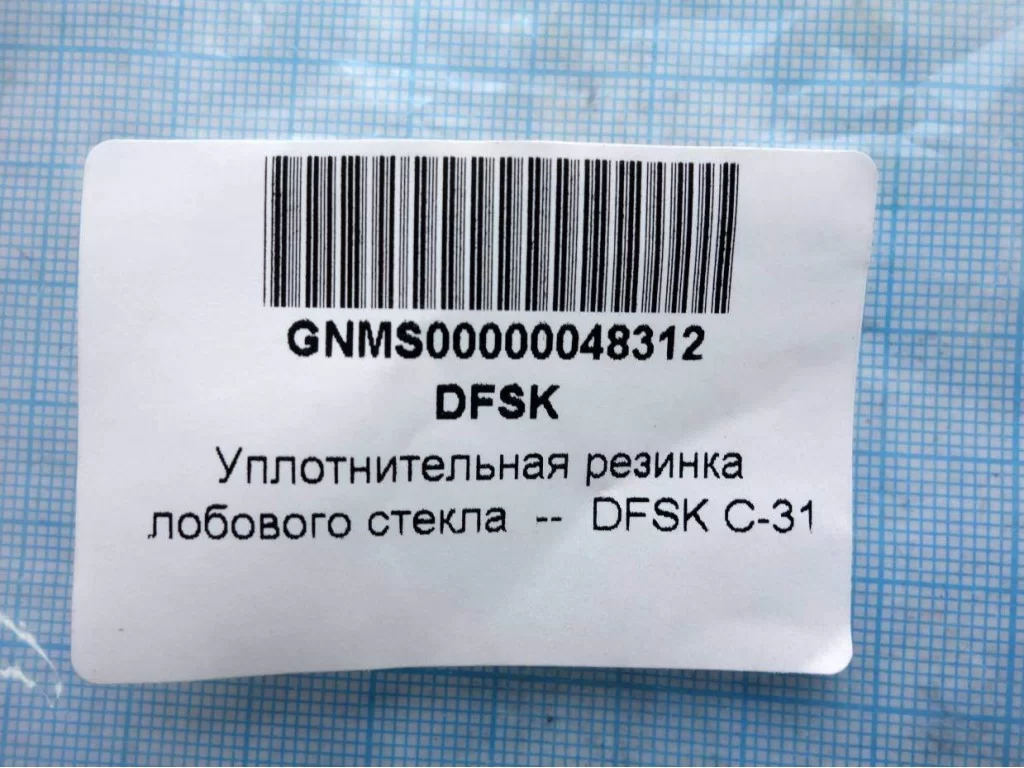 GNMS00000048312
DFSK
Уплотнительная резинка
лобового стекла -- DFSK C-31